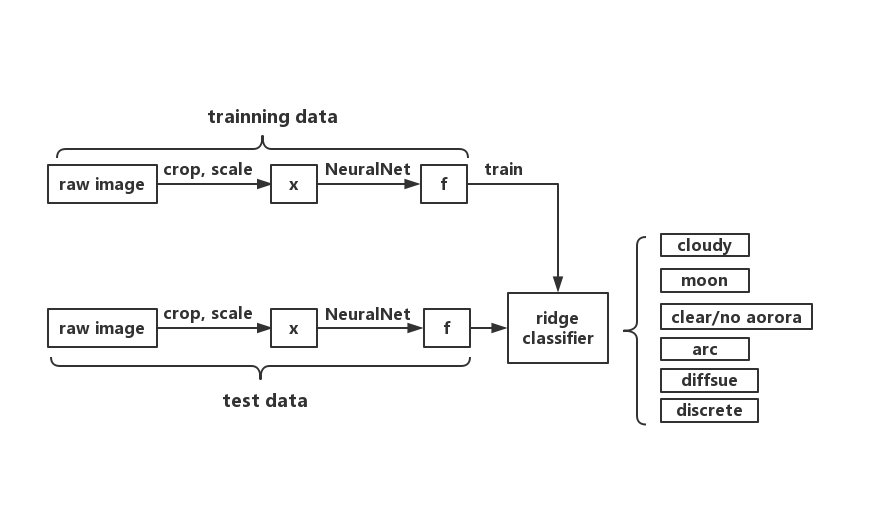 trainning data
raw image
crop, scale
x
NeuralNet
f
train
raw image
crop, scale
x
NeuralNet
f
ridge
classifier
test data
cloudy
moon
clear/no aorora
arc
diffsue
discrete